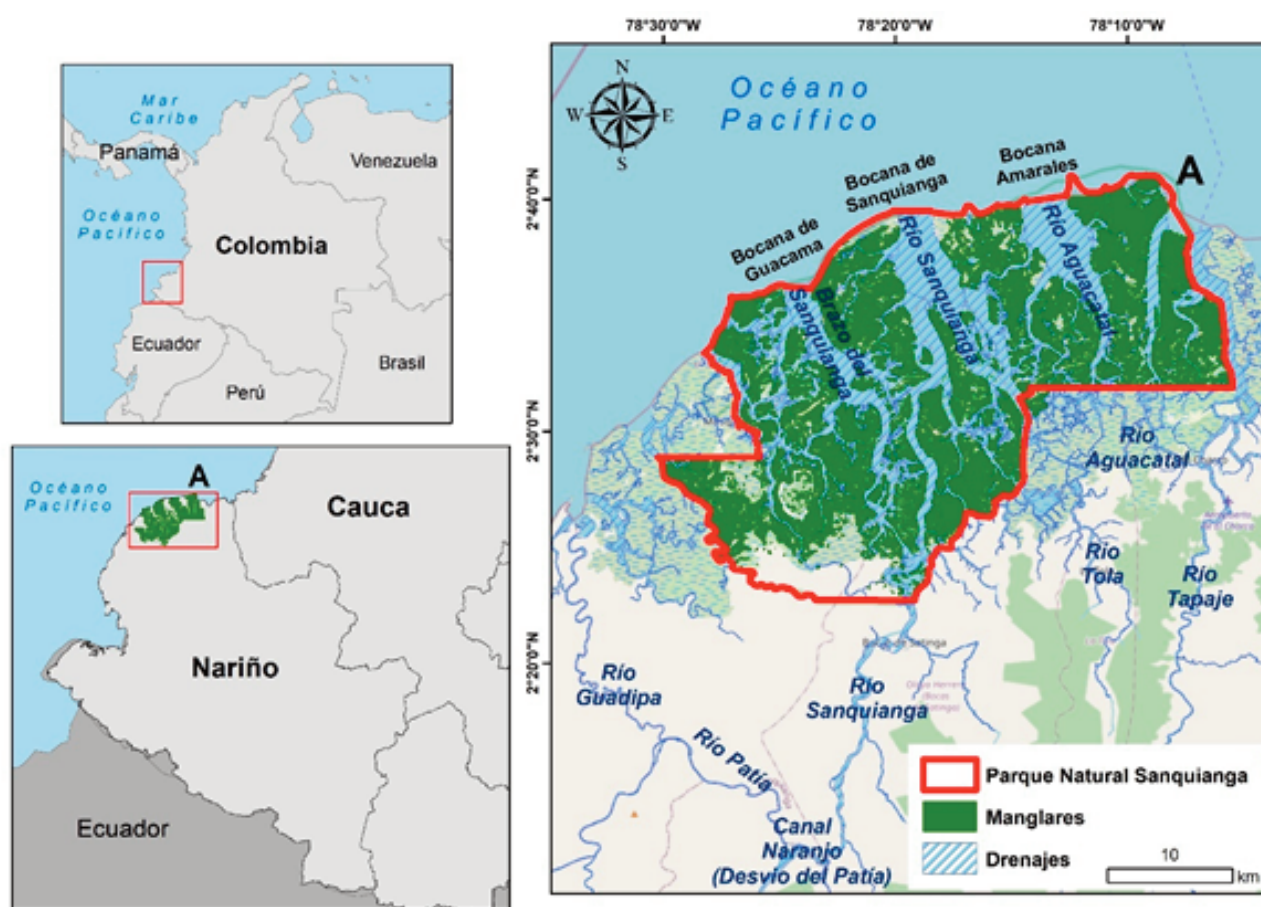 Mar
Caribe
Panamá
Venezuela
Océano
Pacífico
Colombia
Ecuador
Brasil
Perú
Océano
Pacífico
A
Cauca
Nariño
Ecuador
78°30'0"W
78°20'0"W
78°10'0"W
2°40'0"N
2°30'0"N
2°20'0"N
N
W
E
S
Océano
Pacífico
Bocana de
Guacama
Bocana de
Sanquianga
Bocana
Amarales
A
Brazo del
Sanquianga
Río Sanquianga
Río Aguacatal
Río
Aguacatal
Río
Tola
Río
Tapaje
Río
Guadipa
Río
Sanquianga
Río Patía
Canal
Naranjo
(Desvío del Patía)
Parque Natural Sanquianga
Manglares
Drenajes
10
km